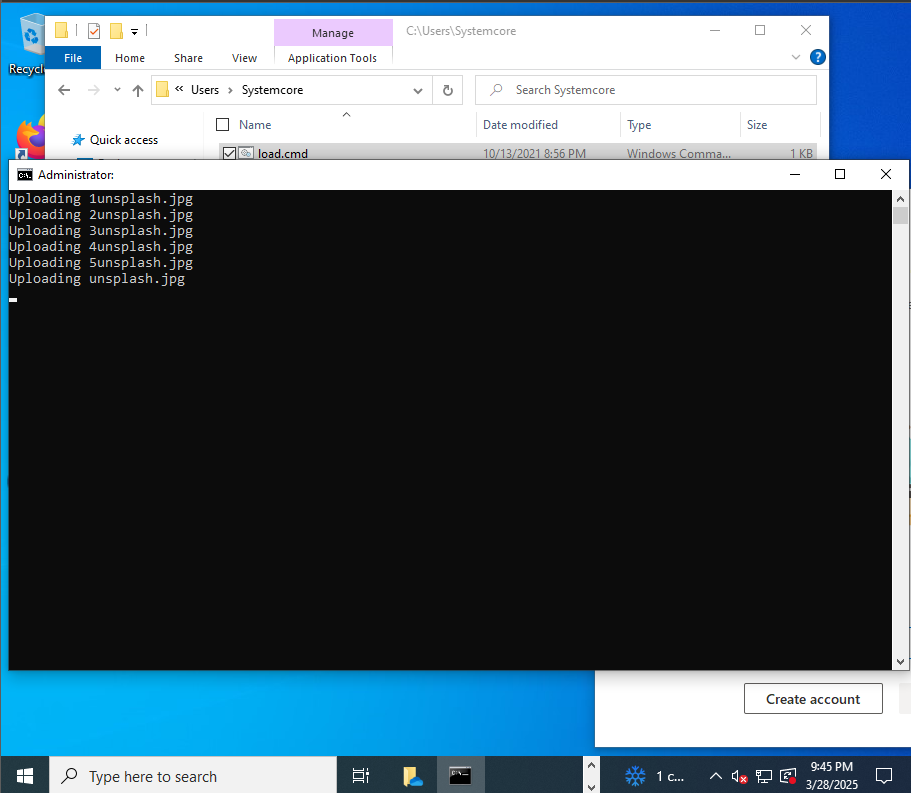 Recycl
Manage
C:\Users\Systemcore
File
Home
Share
View
Application Tools
?
« Users › Systemcore
Search Systemcore
Quick access
Name
Date modified
Type
Size
load.cmd
10/13/2021 8:56 PM
Windows Comma...
1 KB
Administrator:
Uploading 1unsplash.jpg
Uploading 2unsplash.jpg
Uploading 3unsplash.jpg
Uploading 4unsplash.jpg
Uploading 5unsplash.jpg
Uploading unsplash.jpg
Create account
Type here to search
1 c...
9:45 PM
3/28/2025